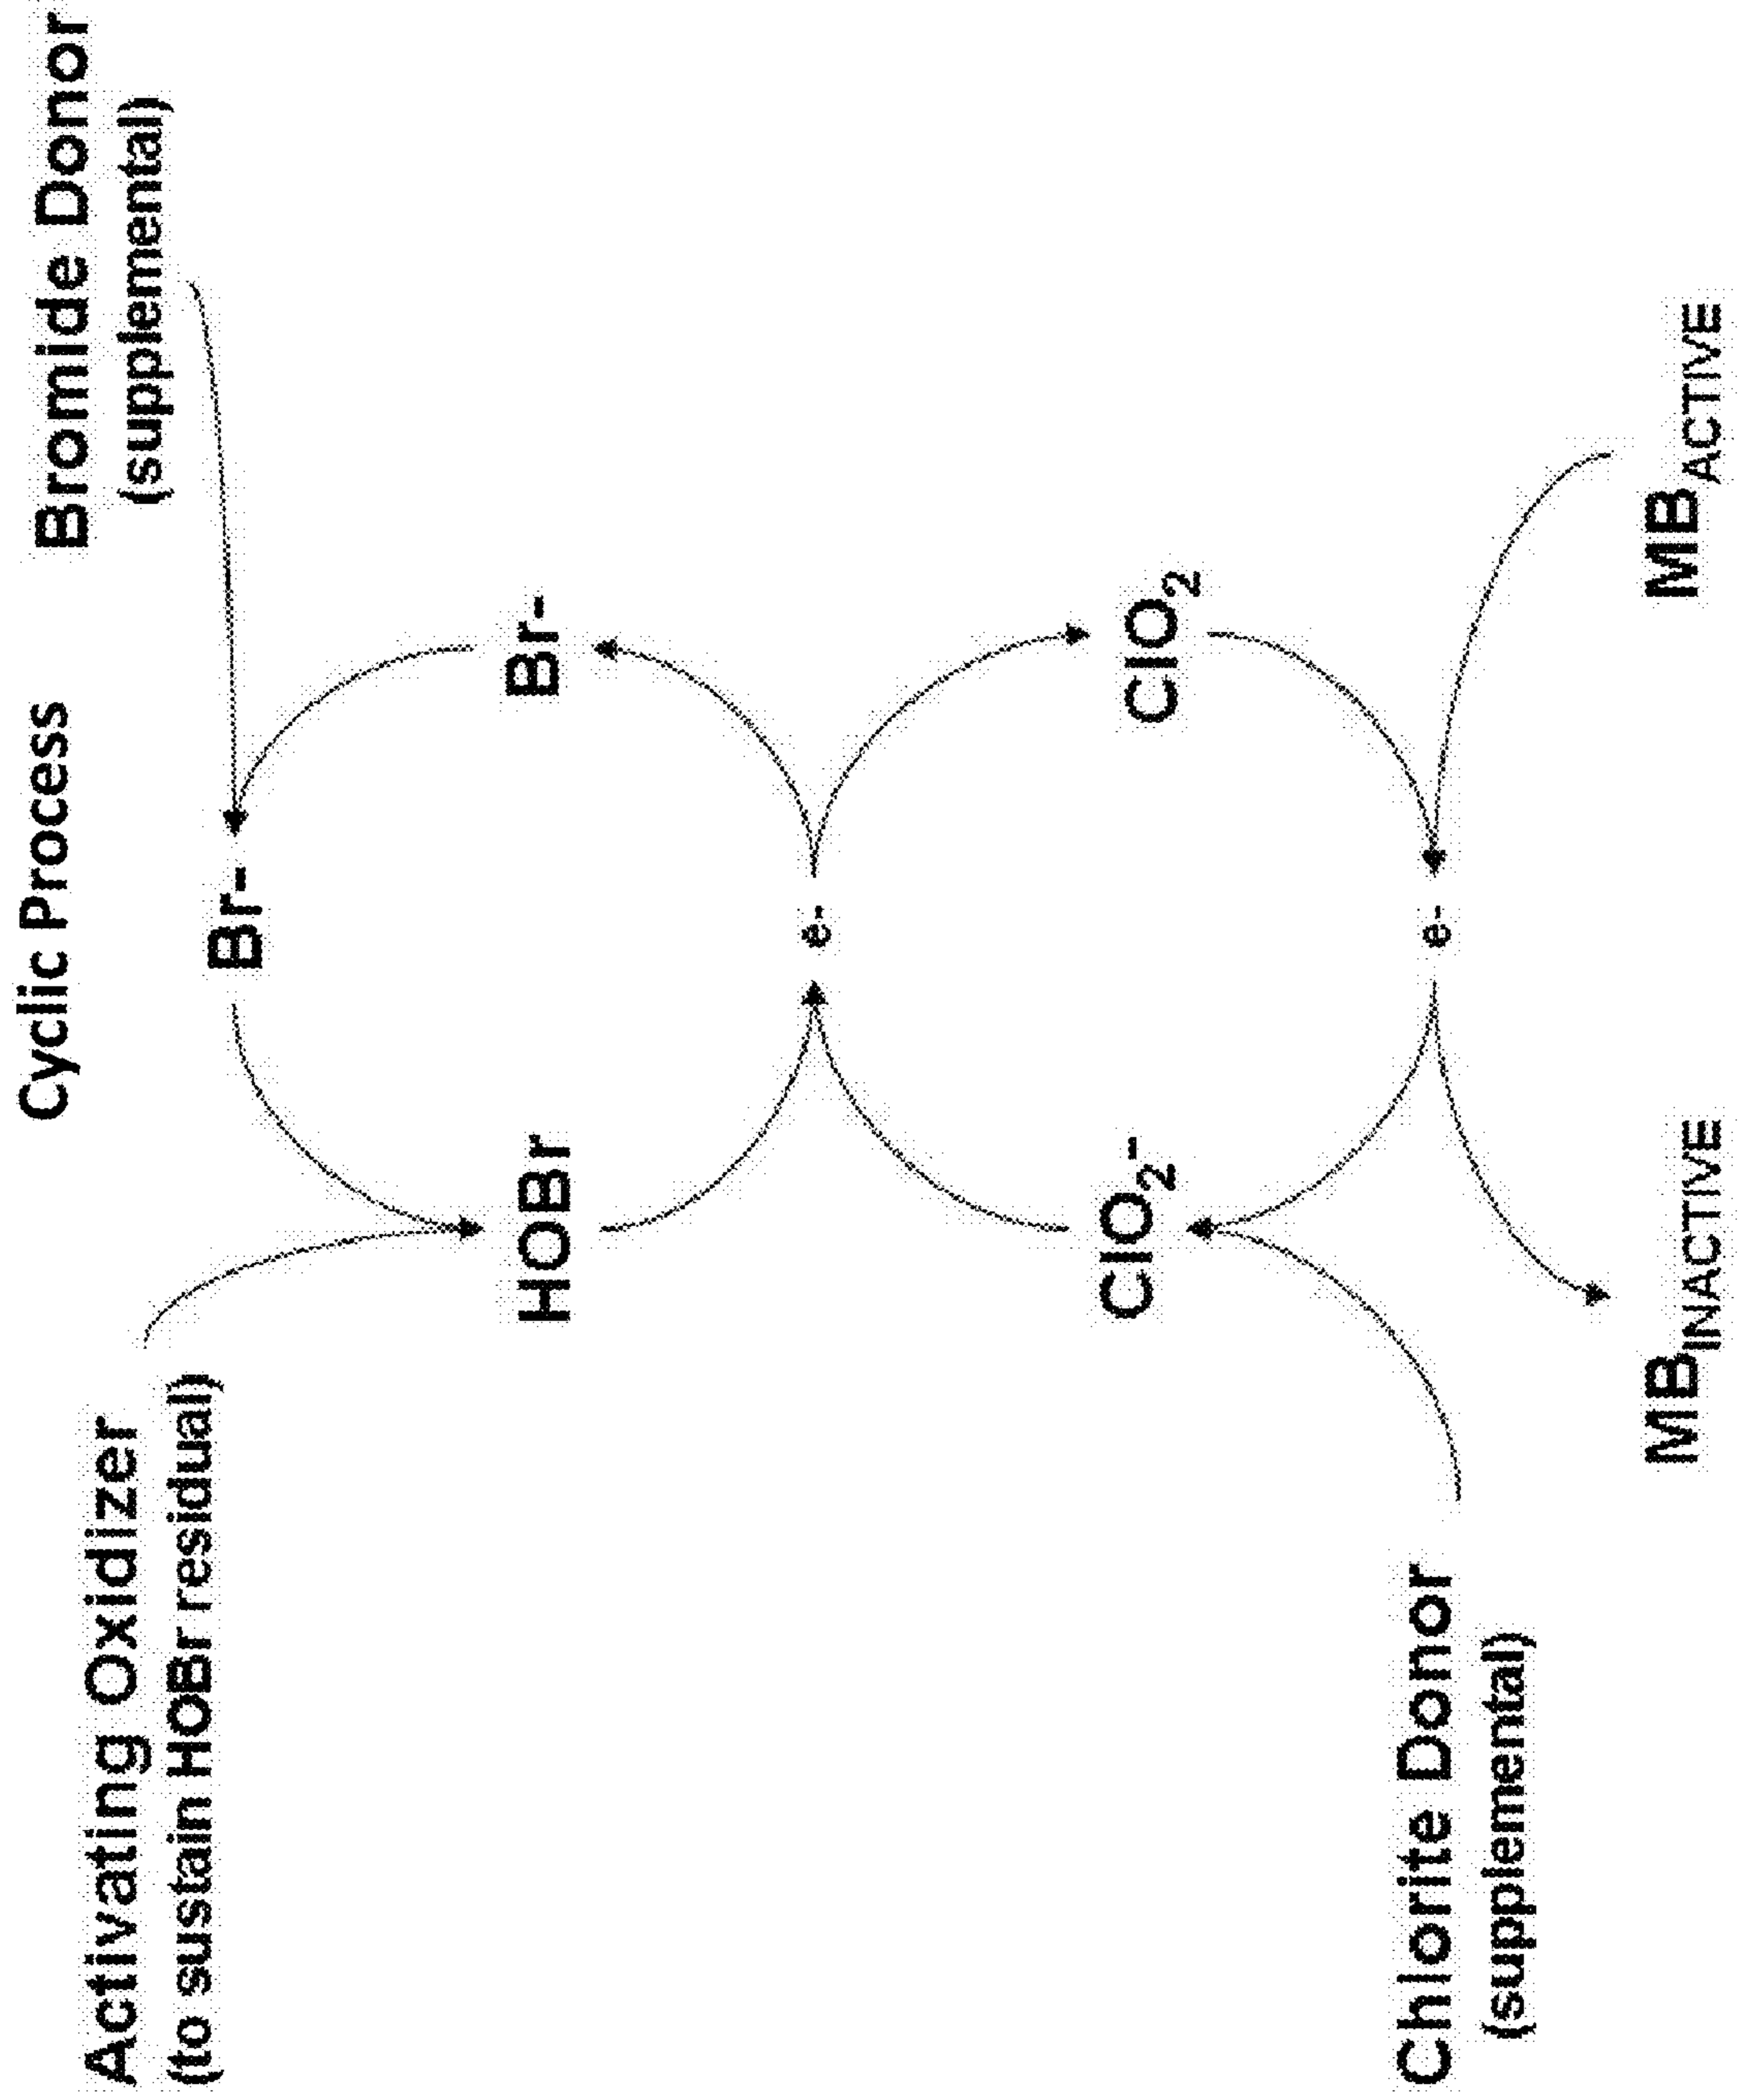 Cyclic Process
Activating Oxidizer
(to sustain HOBr residual)
Bromide Donor
(supplemental)
Br-
HOBr
Br-
e-
ClO2-
ClO2
e-
Chlorite Donor
(supplemental)
MBINACTIVE
MBACTIVE